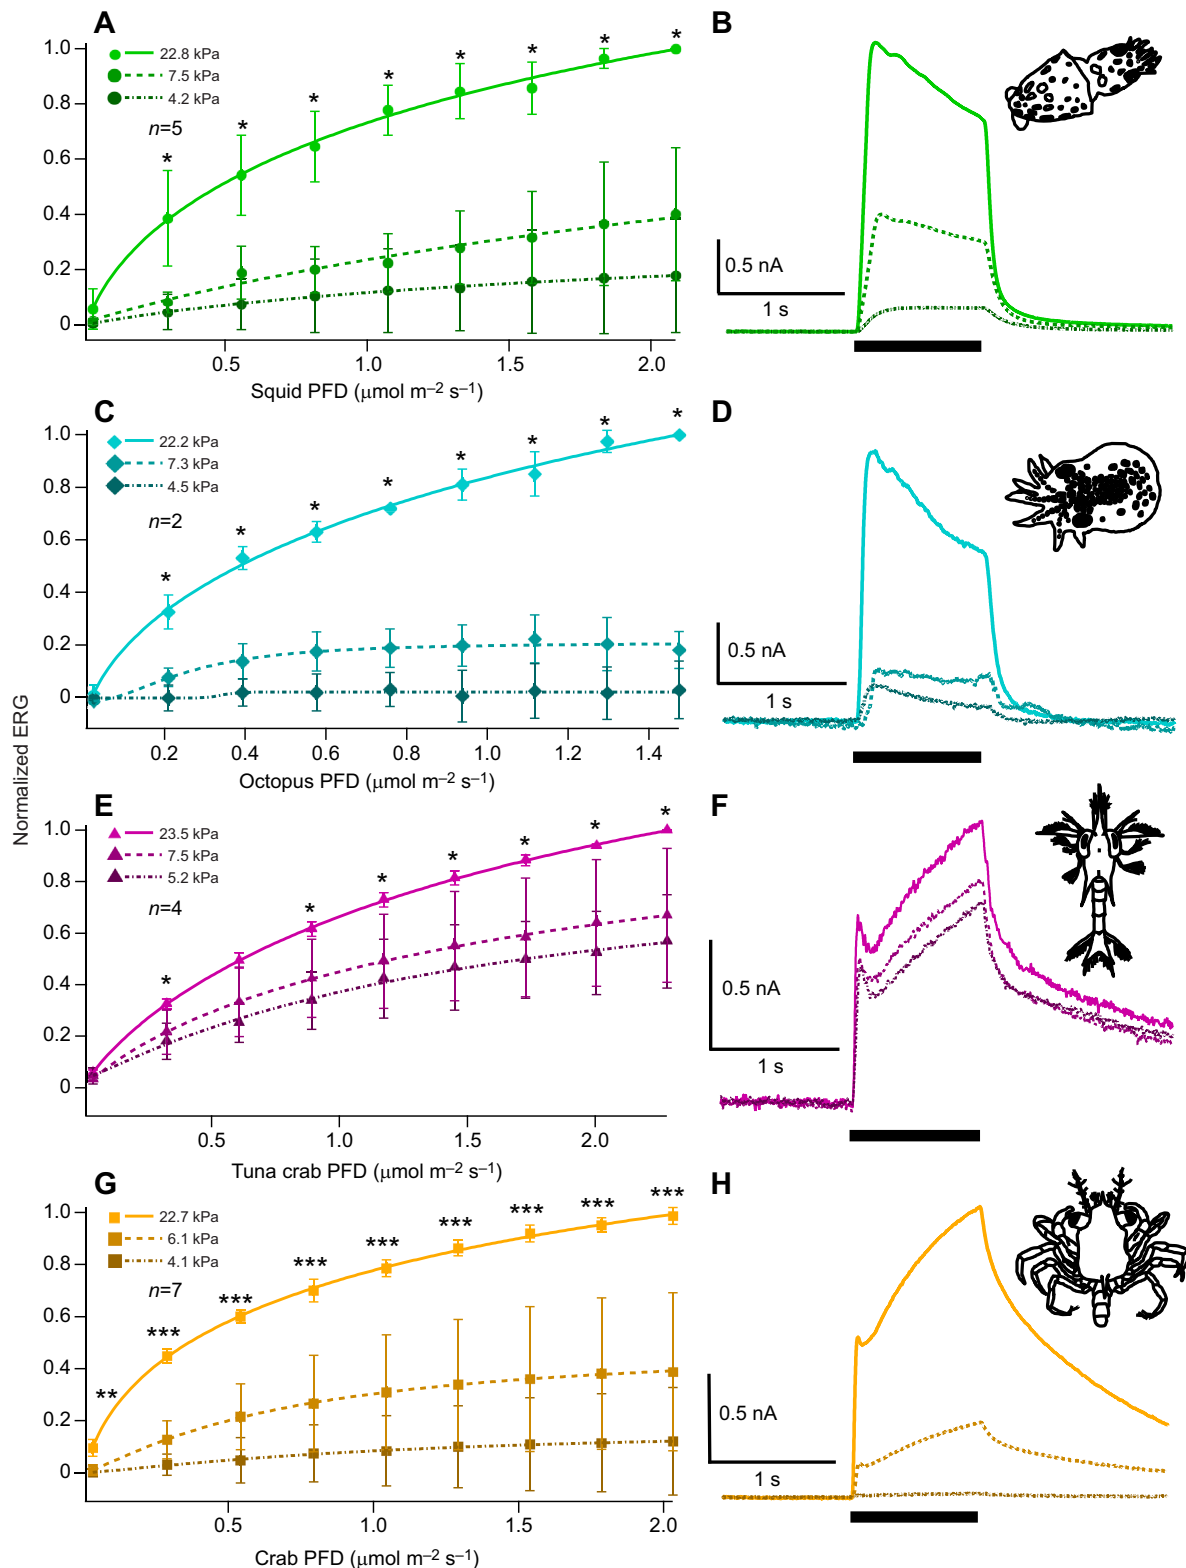 A
1.0
0.8
0.6
0.4
0.2
0
22.8 kPa
7.5 kPa
4.2 kPa
n=5
* * * * * * * * *
0.5 1.0 1.5 2.0
Squid PFD (μmol m–2 s–1)
B
0.5 nA
1 s
C
1.0
0.8
0.6
0.4
0.2
0
22.2 kPa
7.3 kPa
4.5 kPa
n=2
* * * * * * * *
0.2 0.4 0.6 0.8 1.0 1.2 1.4
Octopus PFD (μmol m–2 s–1)
D
0.5 nA
1 s
Normalized ERG
E
1.0
0.8
0.6
0.4
0.2
0
23.5 kPa
7.5 kPa
5.2 kPa
n=4
* * * * * * *
0.5 1.0 1.5 2.0
Tuna crab PFD (μmol m–2 s–1)
F
0.5 nA
1 s
G
1.0
0.8
0.6
0.4
0.2
0
22.7 kPa
6.1 kPa
4.1 kPa
n=7
** *** *** *** *** *** *** *** ***
0.5 1.0 1.5 2.0
Crab PFD (μmol m–2 s–1)
H
0.5 nA
1 s